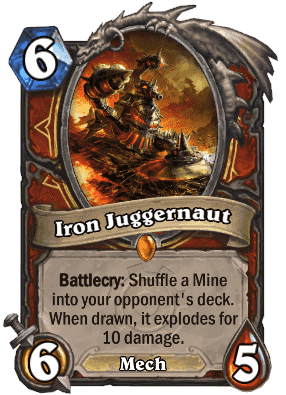 6
Iron Juggernaut
Battlecry: Shuffle a Mine
into your opponent's deck.
When drawn, it explodes for
10 damage.
6
Mech
5